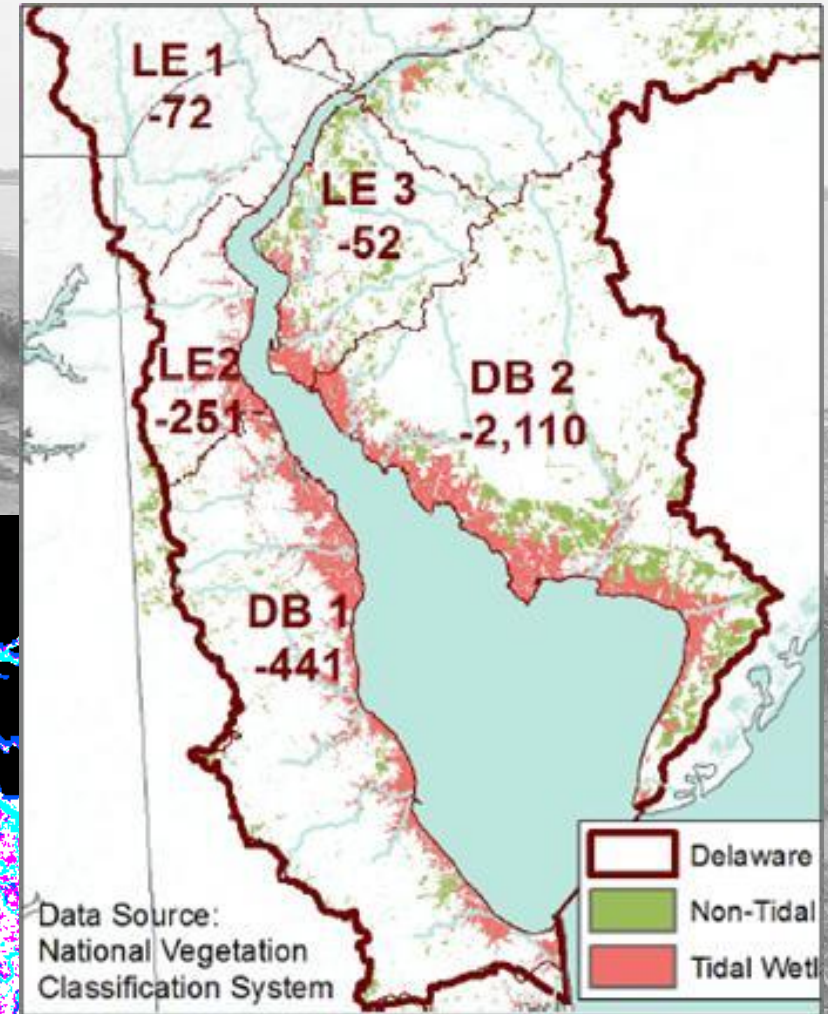 LE 1
-72
LE 3
-52
LE2
-251
DB 2
-2,110
DB 1
-441
Delaware
Non-Tidal
Tidal Wetl
Data Source:
National Vegetation
Classification System